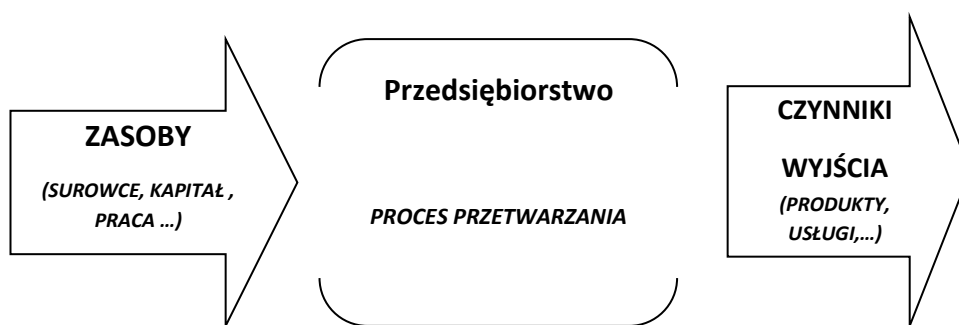 ZASOBY
(SUROWCE, KAPITAŁ ,
PRACA …)
Przedsiębiorstwo
PROCES PRZETWARZANIA
CZYNNIKI
WYJŚCIA
(PRODUKTY,
USŁUGI,…)